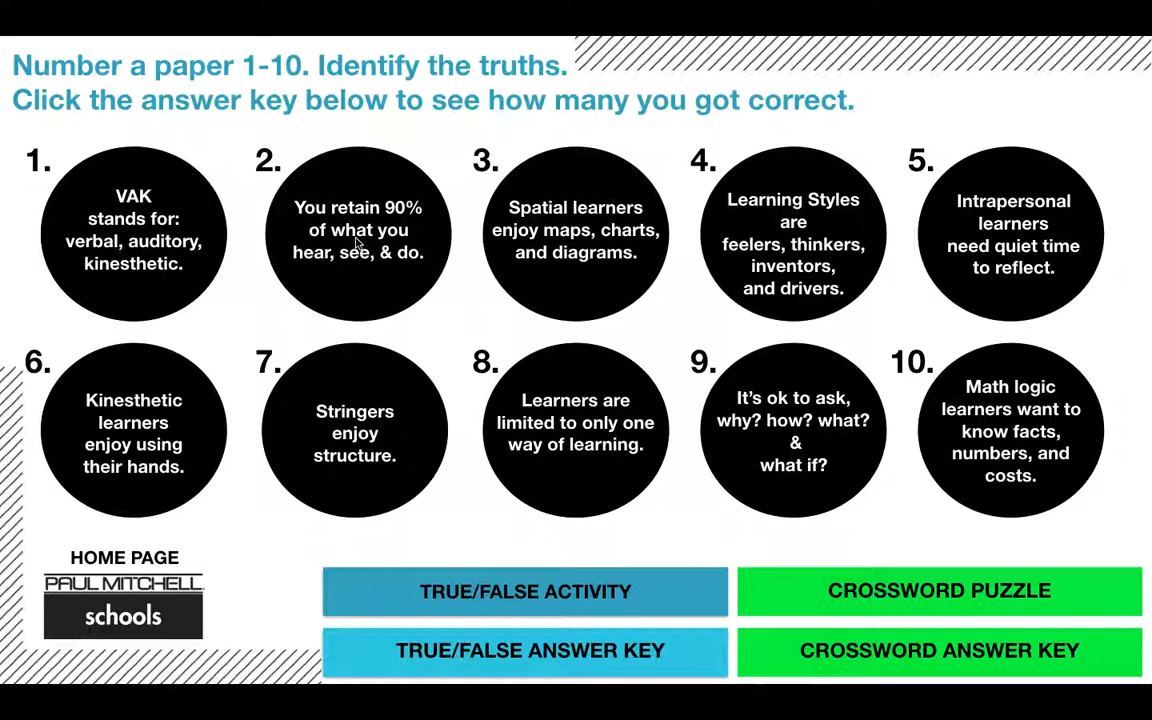 Number a paper 1-10. Identify the truths.
Click the answer key below to see how many you got correct.
1.
VAK
stands for:
verbal, auditory,
kinesthetic.
2.
You retain 90%
of what you
hear, see, & do.
3.
Spatial learners
enjoy maps, charts,
and diagrams.
4.
Learning Styles
are
feelers, thinkers,
inventors,
and drivers.
5.
Intrapersonal
learners
need quiet time
to reflect.
6.
Kinesthetic
learners
enjoy using
their hands.
7.
Stringers
enjoy
structure.
8.
Learners are
limited to only one
way of learning.
9.
It’s ok to ask,
why? how? what?
&
what if?
10.
Math logic
learners want to
know facts,
numbers, and
costs.
HOME PAGE
PAUL MITCHELL
schools
TRUE/FALSE ACTIVITY
CROSSWORD PUZZLE
TRUE/FALSE ANSWER KEY
CROSSWORD ANSWER KEY